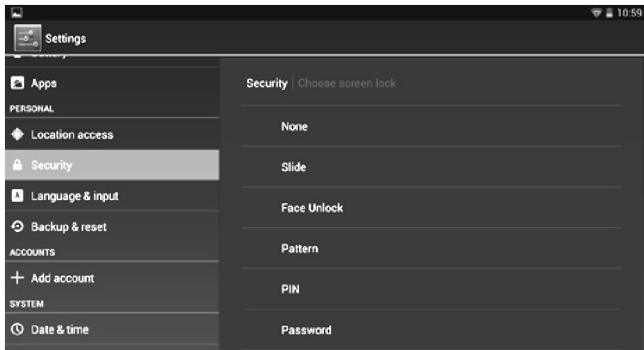 10:59
Settings
Battery
Apps
PERSONAL
Location access
Security
Language & input
Backup & reset
ACCOUNTS
Add account
SYSTEM
Date & time
Security | Choose screen lock
None
Slide
Face Unlock
Pattern
PIN
Password